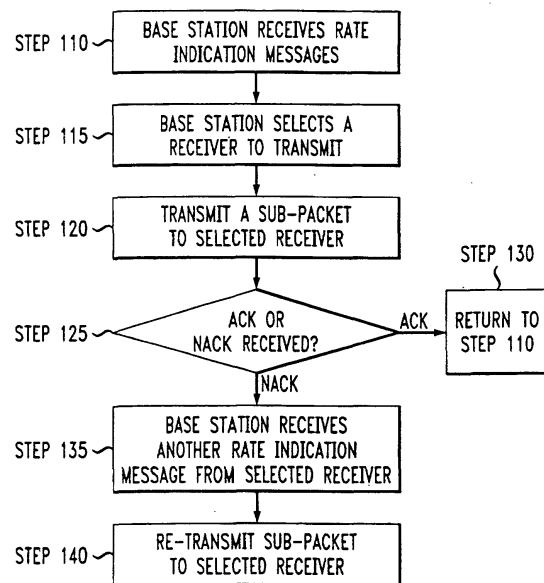 STEP 110
BASE STATION RECEIVES RATE
INDICATION MESSAGES
STEP 115
BASE STATION SELECTS A
RECEIVER TO TRANSMIT
STEP 120
TRANSMIT A SUB-PACKET
TO SELECTED RECEIVER
STEP 125
ACK OR
NACK RECEIVED?
ACK
STEP 130
RETURN TO
STEP 110
NACK
STEP 135
BASE STATION RECEIVES
ANOTHER RATE INDICATION
MESSAGE FROM SELECTED RECEIVER
STEP 140
RE-TRANSMIT SUB-PACKET
TO SELECTED RECEIVER